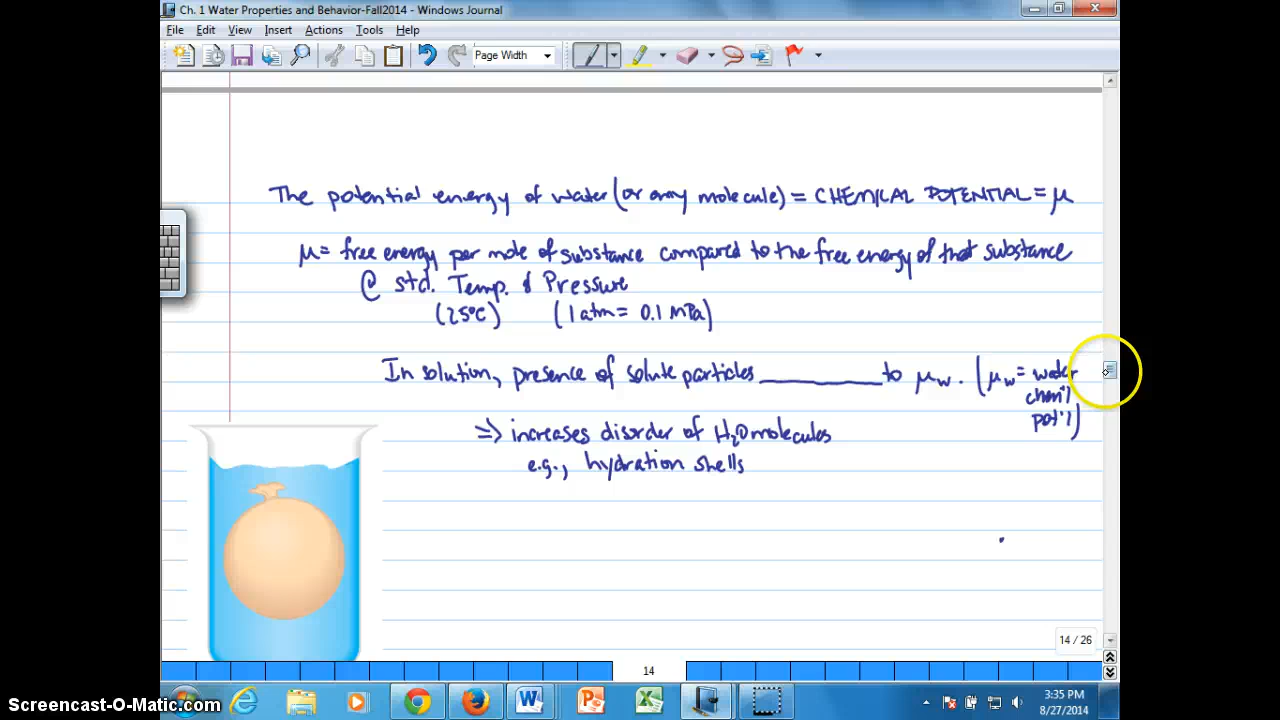 Ch. 1 Water Properties and Behavior-Fall2014 - Windows Journal
File Edit View Insert Actions Tools Help
Page Width
The potential energy of water (or any molecule) = CHEMICAL POTENTIAL = μ
μ = free energy per mole of substance compared to the free energy of that substance
@ std. Temp. & Pressure
(25°C) (1 atm = 0.1 MPa)
In solution, presence of solute particles __________ to μw. (μw = water
chem'l
pot'l)
⇒ increases disorder of H2O molecules
e.g., hydration shells
14 / 26
14
Screencast-O-Matic.com
3:35 PM
8/27/2014